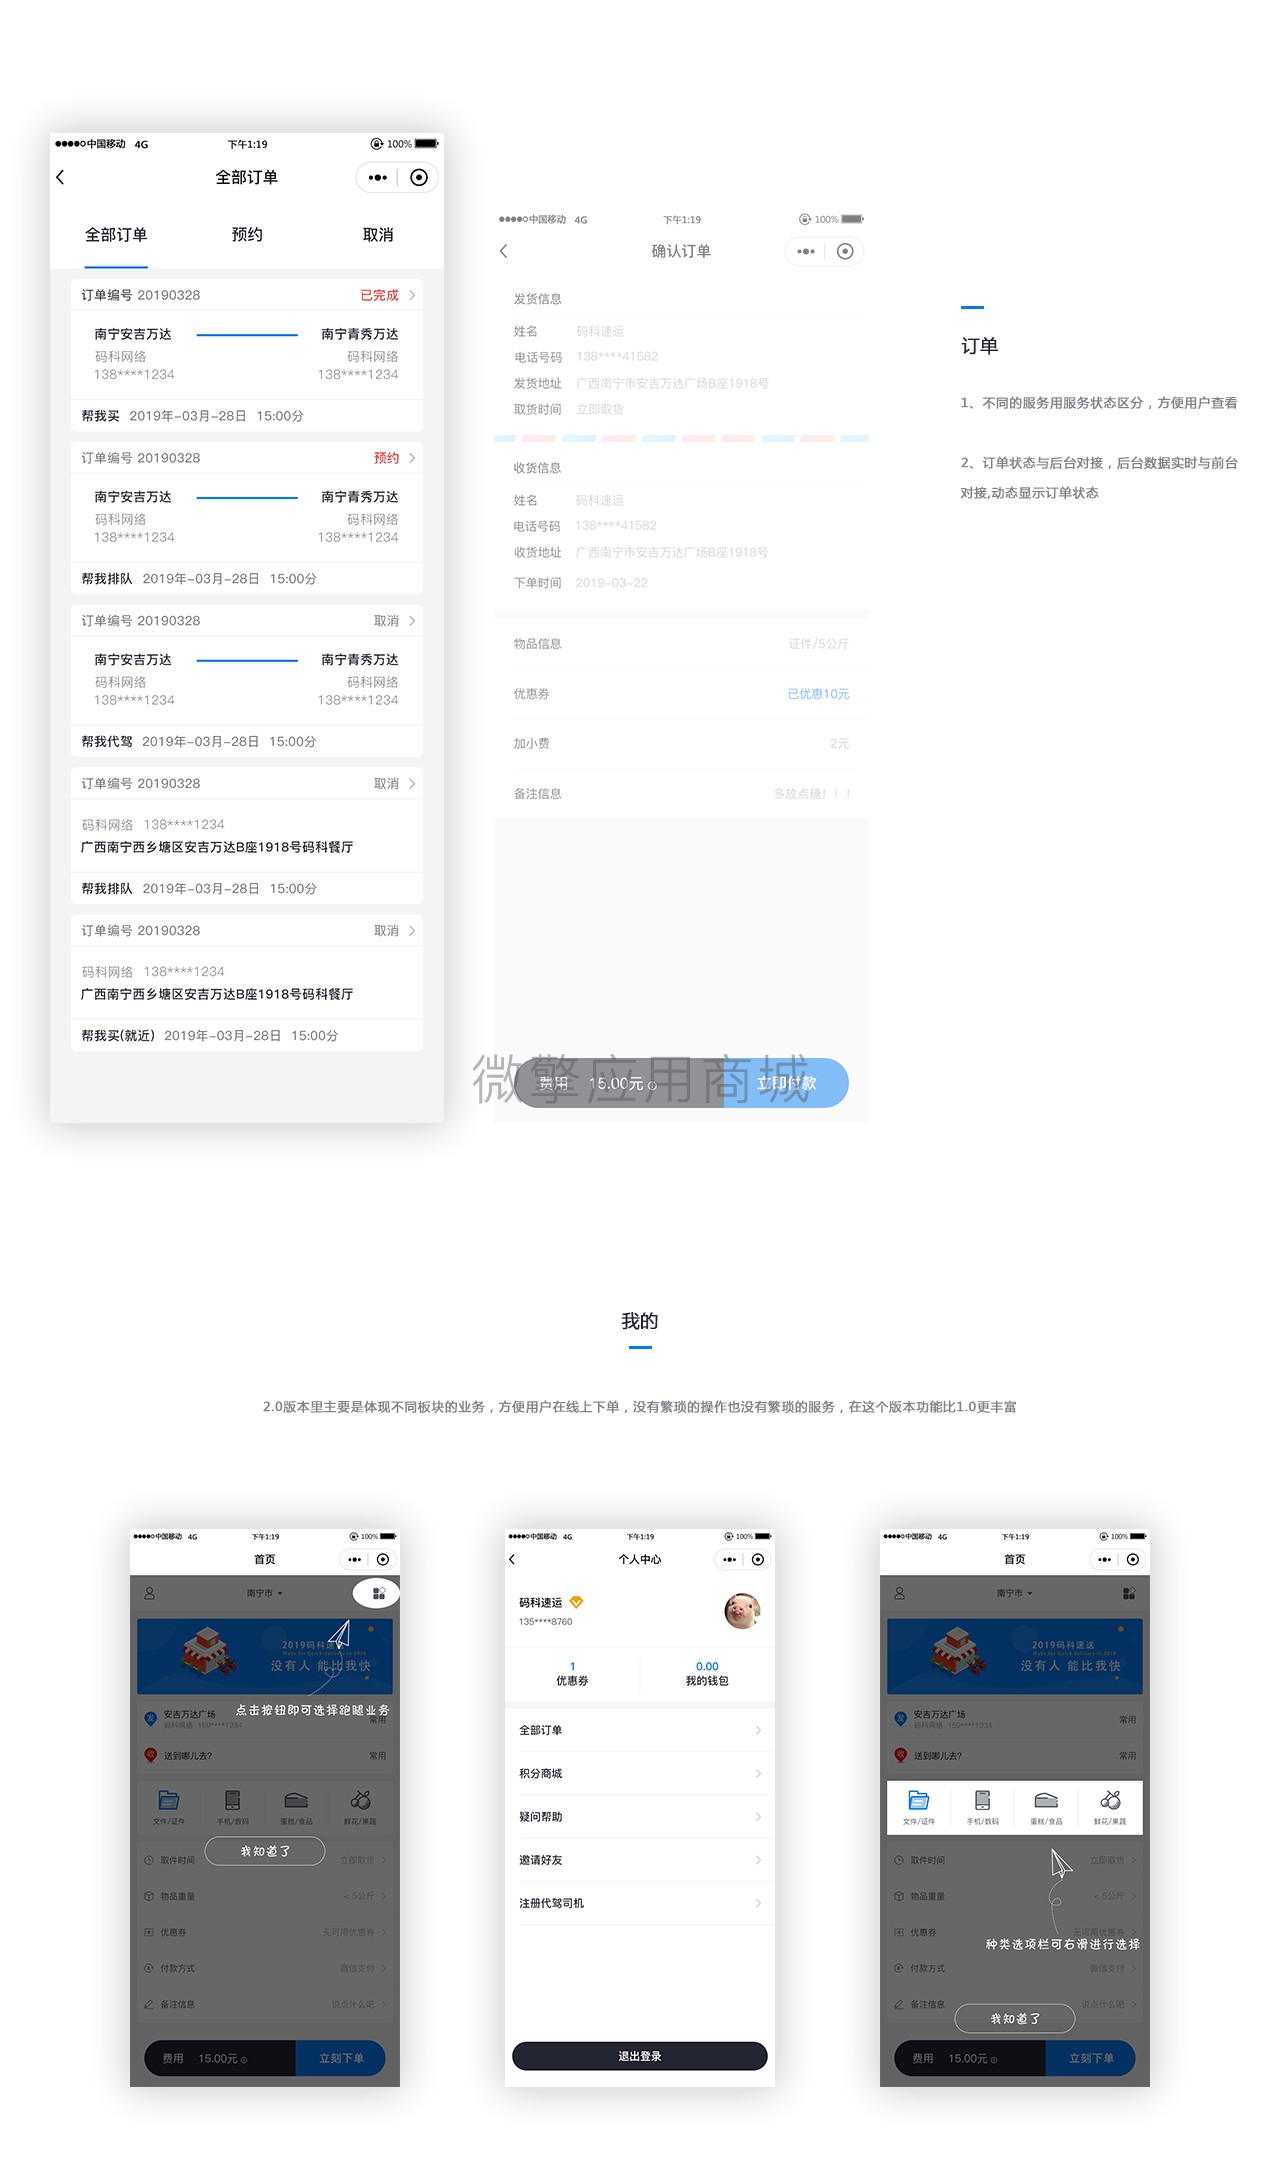 中国移动 4G 下午1:19 100%
全部订单
全部订单 预约 取消
订单编号 20190328 已完成
南宁安吉万达 南宁青秀万达
码科网络 码科网络
138****1234 138****1234
帮我买 2019年-03月-28日 15:00分
订单编号 20190328 预约
南宁安吉万达 南宁青秀万达
码科网络 码科网络
138****1234 138****1234
帮我排队 2019年-03月-28日 15:00分
订单编号 20190328 取消
南宁安吉万达 南宁青秀万达
码科网络 码科网络
138****1234 138****1234
帮我代驾 2019年-03月-28日 15:00分
订单编号 20190328 取消
码科网络 138****1234
广西南宁西乡塘区安吉万达B座1918号码科餐厅
帮我排队 2019年-03月-28日 15:00分
订单编号 20190328 取消
码科网络 138****1234
广西南宁西乡塘区安吉万达B座1918号码科餐厅
帮我买(就近) 2019年-03月-28日 15:00分
中国移动 4G 下午1:19 100%
确认订单
发货信息
姓名 码科速运
电话号码 138****41582
发货地址 广西南宁市安吉万达广场B座1918号
取货时间 立即取货
收货信息
姓名 码科速运
电话号码 138****41582
收货地址 广西南宁市安吉万达广场B座1918号
下单时间 2019-03-22
物品信息 证件/5公斤
优惠券 已优惠10元
加小费 2元
备注信息 多放点糖！！！
费用 15.00元 立即付款
微擎应用商城
订单
1、不同的服务用服务状态区分，方便用户查看
2、订单状态与后台对接，后台数据实时与前台
对接,动态显示订单状态
我的
2.0版本里主要是体现不同板块的业务，方便用户在线上下单，没有繁琐的操作也没有繁琐的服务，在这个版本功能比1.0更丰富
中国移动 4G 下午1:19 100%
首页
南宁市
2019码科速送
Make for Quick delivery in 2019
没有人 能比我快
点击按钮即可选择跑腿业务
发 安吉万达广场 常用
码科网络 159****1234
收 送到哪儿去? 常用
文件/证件 手机/数码 蛋糕/食品 鲜花/果蔬
我知道了
取件时间 立即取货
物品重量 <5公斤
优惠券 无可用优惠券
付款方式 微信支付
备注信息 说点什么吧
费用 15.00元 立刻下单
中国移动 4G 下午1:19 100%
个人中心
码科速运
135****8760
1 0.00
优惠券 我的钱包
全部订单
积分商城
疑问帮助
邀请好友
注册代驾司机
退出登录
中国移动 4G 下午1:19 100%
首页
南宁市
2019码科速送
Make for Quick delivery in 2019
没有人 能比我快
发 安吉万达广场 常用
码科网络 159****1234
收 送到哪儿去? 常用
文件/证件 手机/数码 蛋糕/食品 鲜花/果蔬
取件时间 立即取货
物品重量 <5公斤
优惠券 无可用优惠券
种类选项栏可右滑进行选择
付款方式 微信支付
备注信息 说点什么吧
我知道了
费用 15.00元 立刻下单